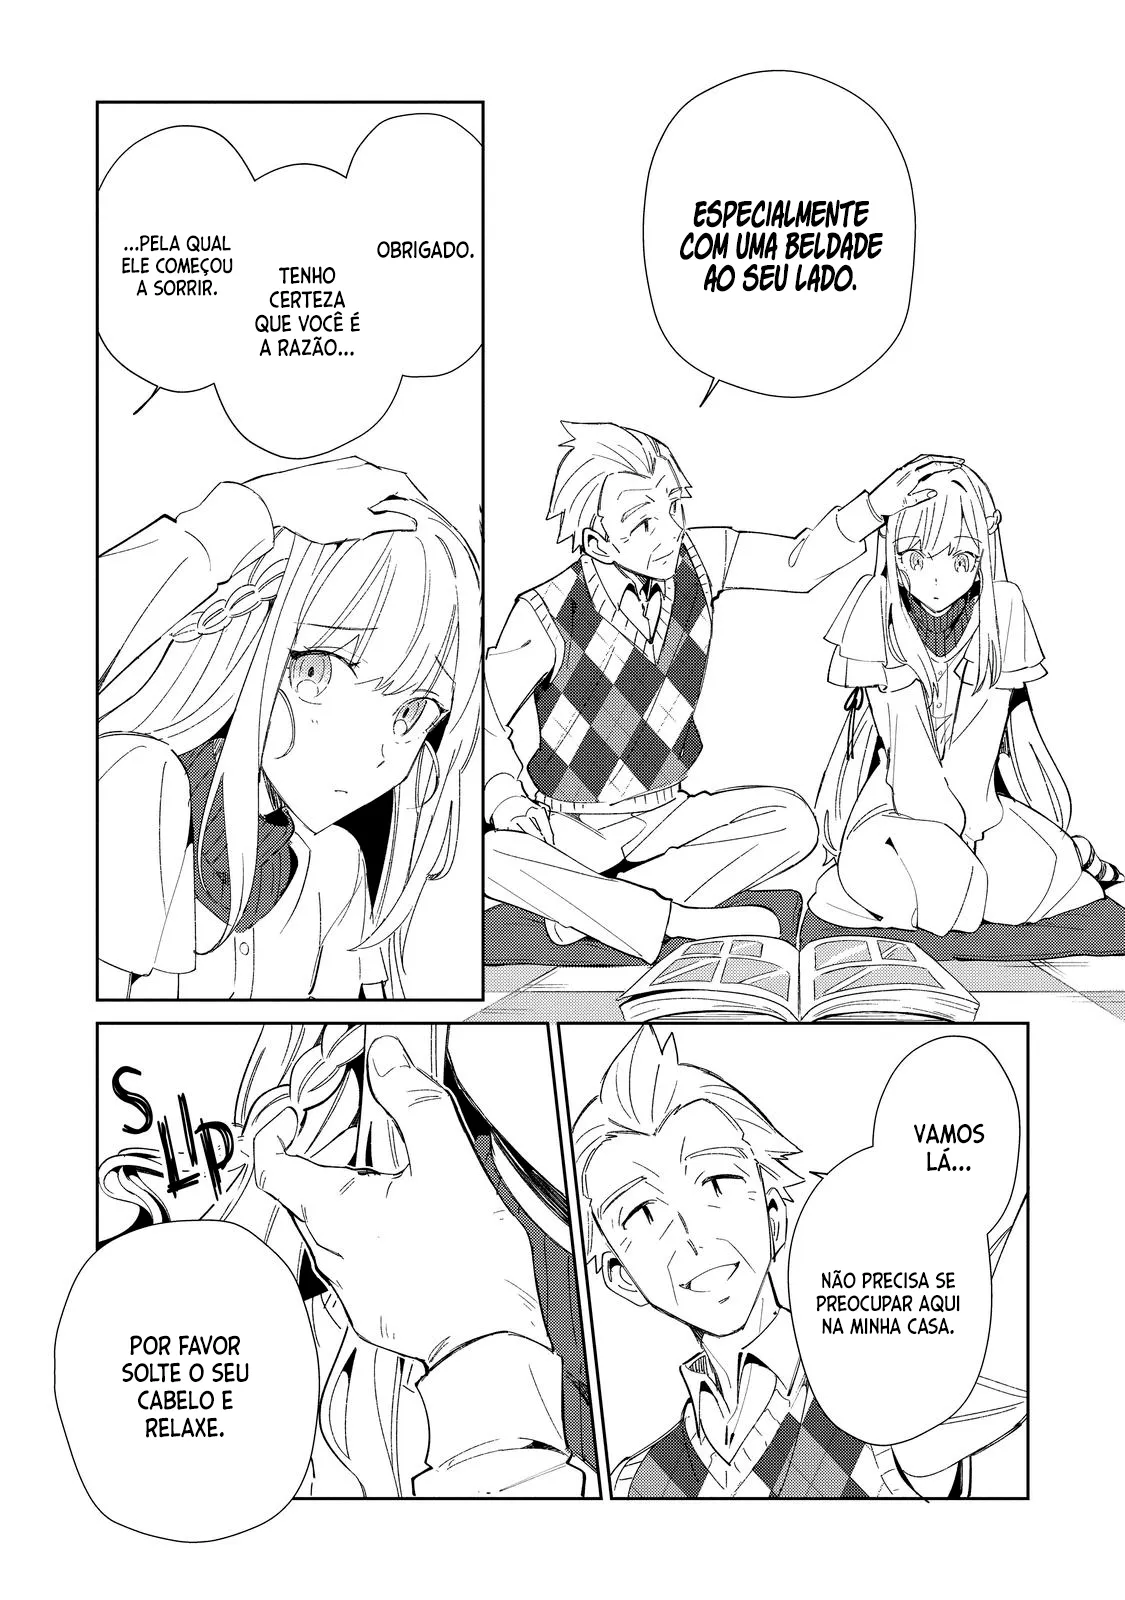 ESPECIALMENTE
COM UMA BELDADE
AO SEU LADO.
OBRIGADO.
TENHO
CERTEZA
QUE VOCÊ É
A RAZÃO...
...PELA QUAL
ELE COMEÇOU
A SORRIR.
VAMOS
LÁ...
NÃO PRECISA SE
PREOCUPAR AQUI
NA MINHA CASA.
SLIP
POR FAVOR
SOLTE O SEU
CABELO E
RELAXE.